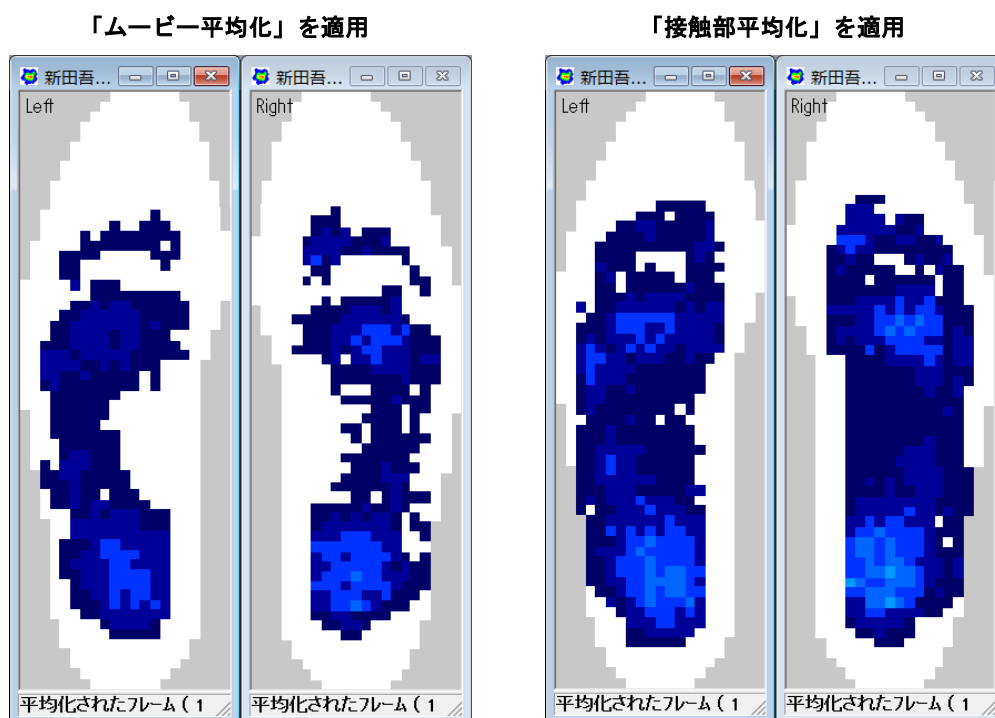 「ムービー平均化」を適用
「接触部平均化」を適用
新田吾...
新田吾...
新田吾...
新田吾...
Left
Right
Left
Right
平均化されたフレーム ( 1
平均化されたフレーム ( 1
平均化されたフレーム ( 1
平均化されたフレーム ( 1